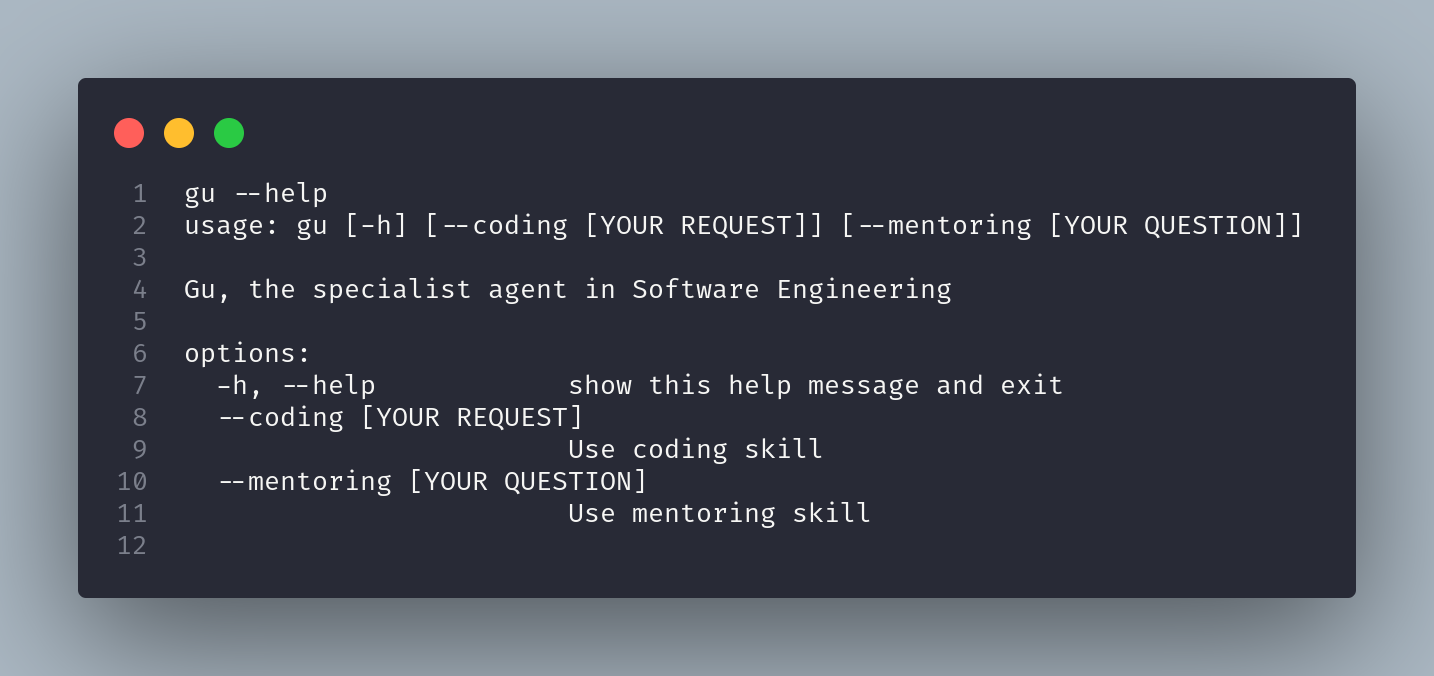 1 gu --help
2 usage: gu [-h] [--coding [YOUR REQUEST]] [--mentoring [YOUR QUESTION]]
3
4 Gu, the specialist agent in Software Engineering
5
6 options:
7   -h, --help            show this help message and exit
8   --coding [YOUR REQUEST]
9                         Use coding skill
10   --mentoring [YOUR QUESTION]
11                         Use mentoring skill
12